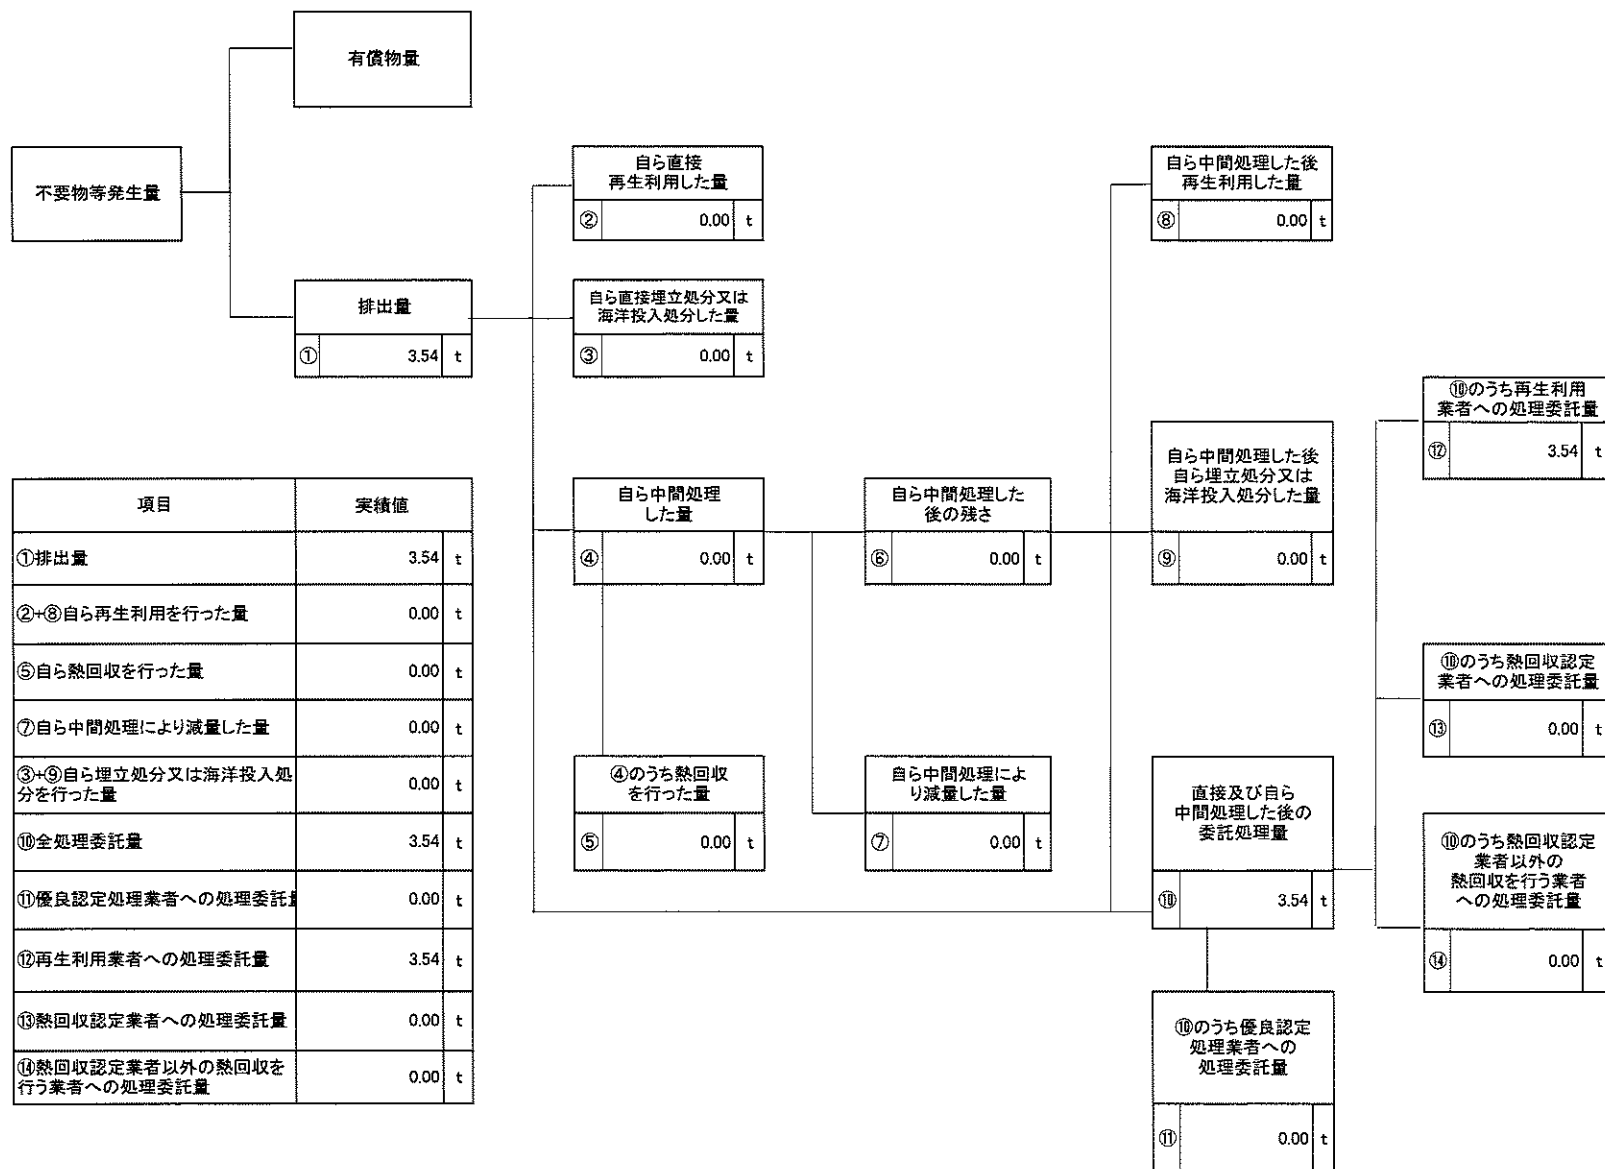 有償物量
不要物等発生量
排出量
① 3.54 t
自ら直接
再生利用した量
② 0.00 t
自ら直接埋立処分又は
海洋投入処分した量
③ 0.00 t
自ら中間処理
した量
④ 0.00 t
④のうち熱回収
を行った量
⑤ 0.00 t
自ら中間処理した
後の残さ
⑥ 0.00 t
自ら中間処理によ
り減量した量
⑦ 0.00 t
自ら中間処理した後
再生利用した量
⑧ 0.00 t
自ら中間処理した後
自ら埋立処分又は
海洋投入処分した量
⑨ 0.00 t
直接及び自ら
中間処理した後の
委託処理量
⑩ 3.54 t
⑩のうち優良認定
処理業者への
処理委託量
⑪ 0.00 t
⑩のうち再生利用
業者への処理委託量
⑫ 3.54 t
⑩のうち熱回収認定
業者への処理委託量
⑬ 0.00 t
⑩のうち熱回収認定
業者以外の
熱回収を行う業者
への処理委託量
⑭ 0.00 t
項目 実績値
①排出量 3.54 t
②+⑧自ら再生利用を行った量 0.00 t
⑤自ら熱回収を行った量 0.00 t
⑦自ら中間処理により減量した量 0.00 t
③+⑨自ら埋立処分又は海洋投入処
分を行った量 0.00 t
⑩全処理委託量 3.54 t
⑪優良認定処理業者への処理委託量 0.00 t
⑫再生利用業者への処理委託量 3.54 t
⑬熱回収認定業者への処理委託量 0.00 t
⑭熱回収認定業者以外の熱回収を
行う業者への処理委託量 0.00 t